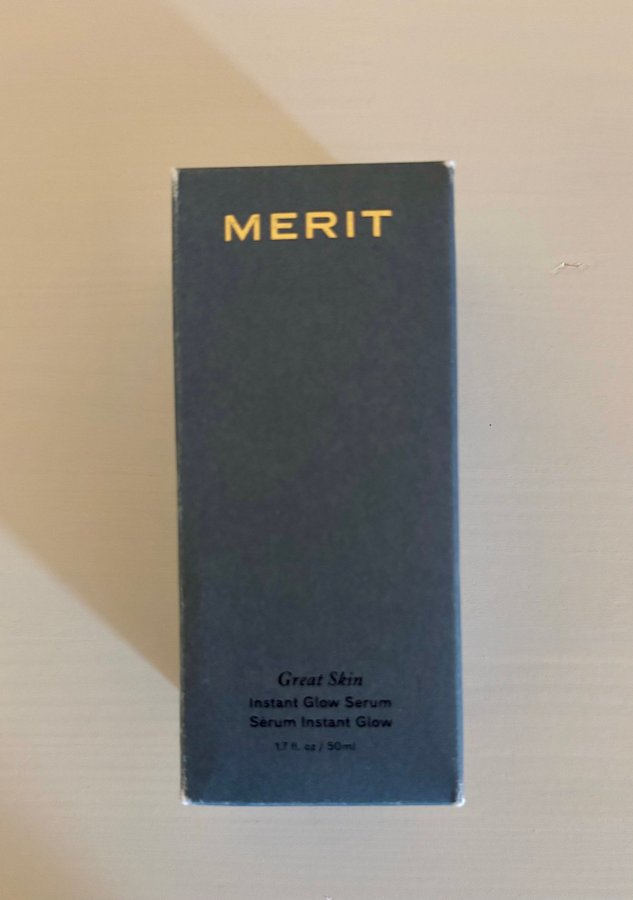 MERIT
Great Skin
Instant Glow Serum
Sérum Instant Glow
1.7 fl. oz / 50ml